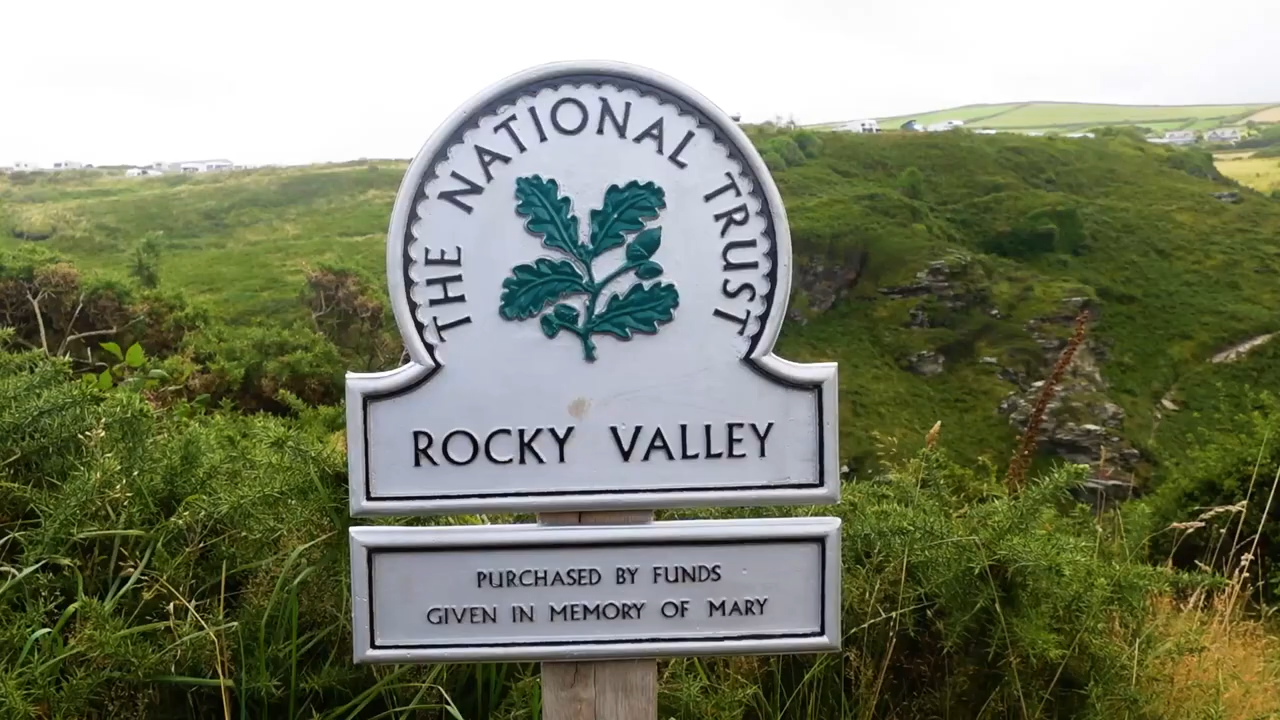 THE NATIONAL TRUST
ROCKY VALLEY
PURCHASED BY FUNDS
GIVEN IN MEMORY OF MARY